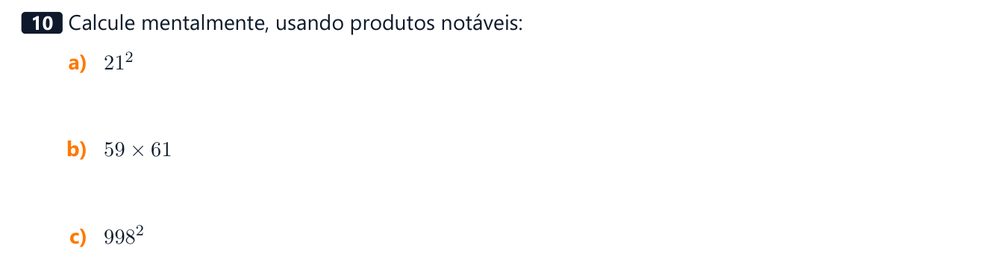 10 Calcule mentalmente, usando produtos notáveis:
a) 21²
b) 59 × 61
c) 998²